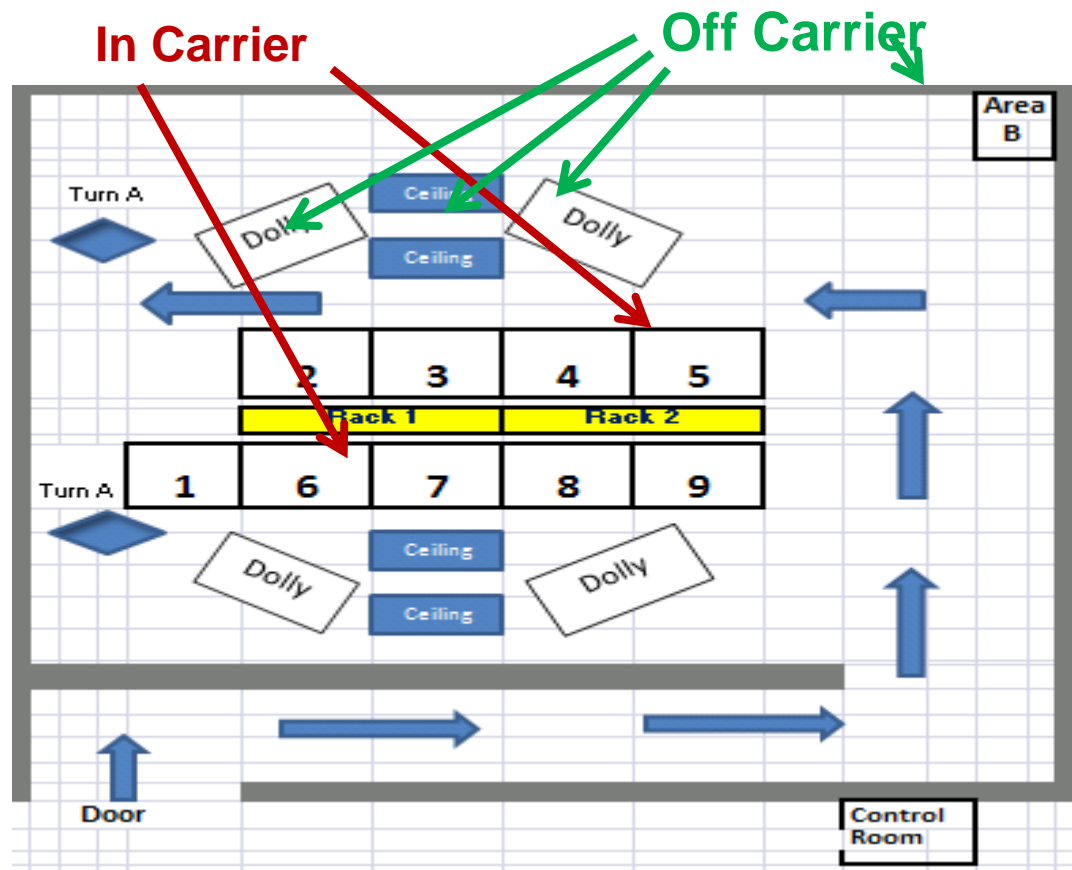 In Carrier
Off Carrier
Area
B
Turn A
Ceiling
Dolly
Dolly
Ceiling
2
3
4
5
Rack 1
Rack 2
Turn A
1
6
7
8
9
Ceiling
Dolly
Dolly
Ceiling
Door
Control
Room